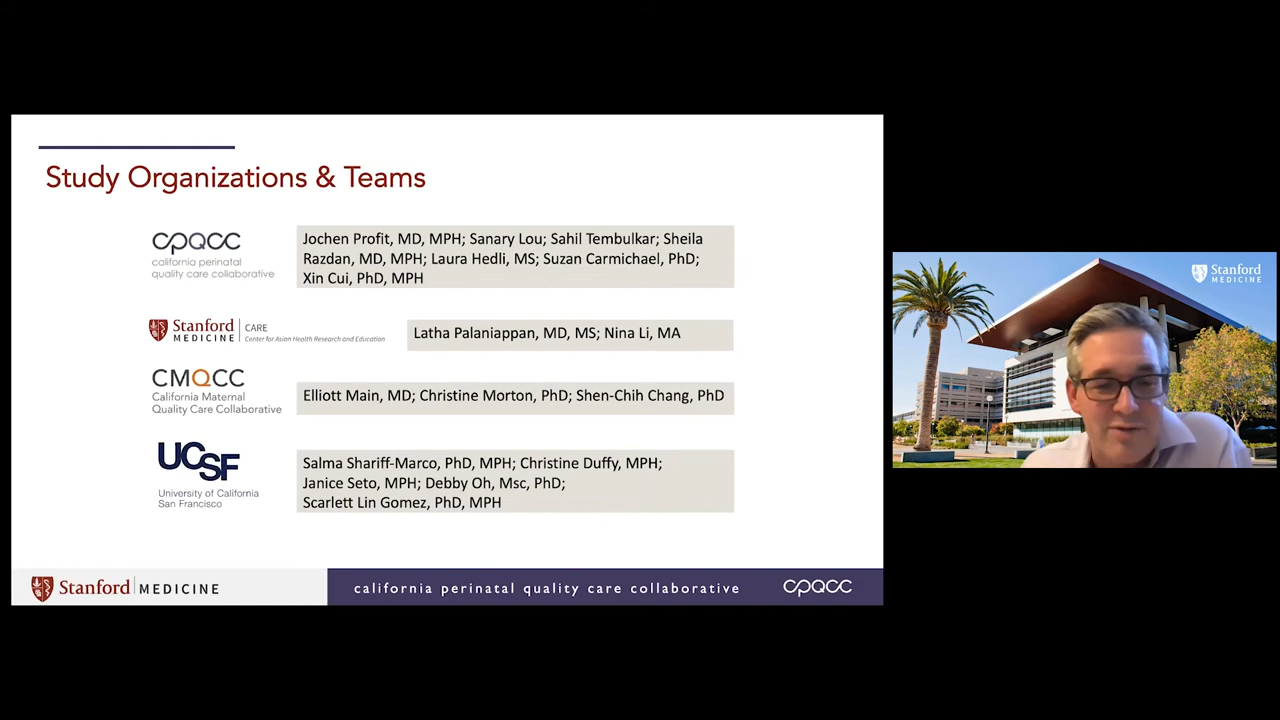 Study Organizations & Teams
cpqcc
california perinatal
quality care collaborative
Jochen Profit, MD, MPH; Sanary Lou; Sahil Tembulkar; Sheila
Razdan, MD, MPH; Laura Hedli, MS; Suzan Carmichael, PhD;
Xin Cui, PhD, MPH
Stanford
MEDICINE
CARE
Center for Asian Health Research and Education
Latha Palaniappan, MD, MS; Nina Li, MA
CMQCC
California Maternal
Quality Care Collaborative
Elliott Main, MD; Christine Morton, PhD; Shen-Chih Chang, PhD
UCSF
University of California
San Francisco
Salma Shariff-Marco, PhD, MPH; Christine Duffy, MPH;
Janice Seto, MPH; Debby Oh, Msc, PhD;
Scarlett Lin Gomez, PhD, MPH
Stanford MEDICINE
california perinatal quality care collaborative
cpqcc
Stanford
MEDICINE